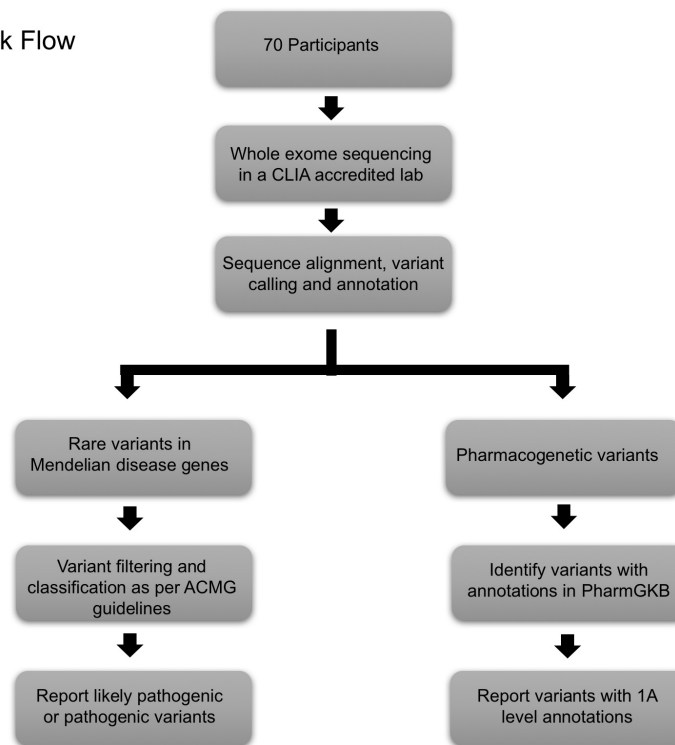 k Flow
70 Participants
Whole exome sequencing
in a CLIA accredited lab
Sequence alignment, variant
calling and annotation
Rare variants in
Mendelian disease genes
Variant filtering and
classification as per ACMG
guidelines
Report likely pathogenic
or pathogenic variants
Pharmacogenetic variants
Identify variants with
annotations in PharmGKB
Report variants with 1A
level annotations